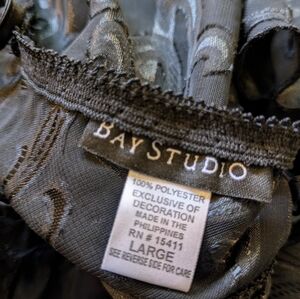 BAY STUDIO
100% POLYESTER
EXCLUSIVE OF
DECORATION
MADE IN THE
PHILIPPINES
RN # 15411
LARGE
SEE REVERSE SIDE FOR CARE